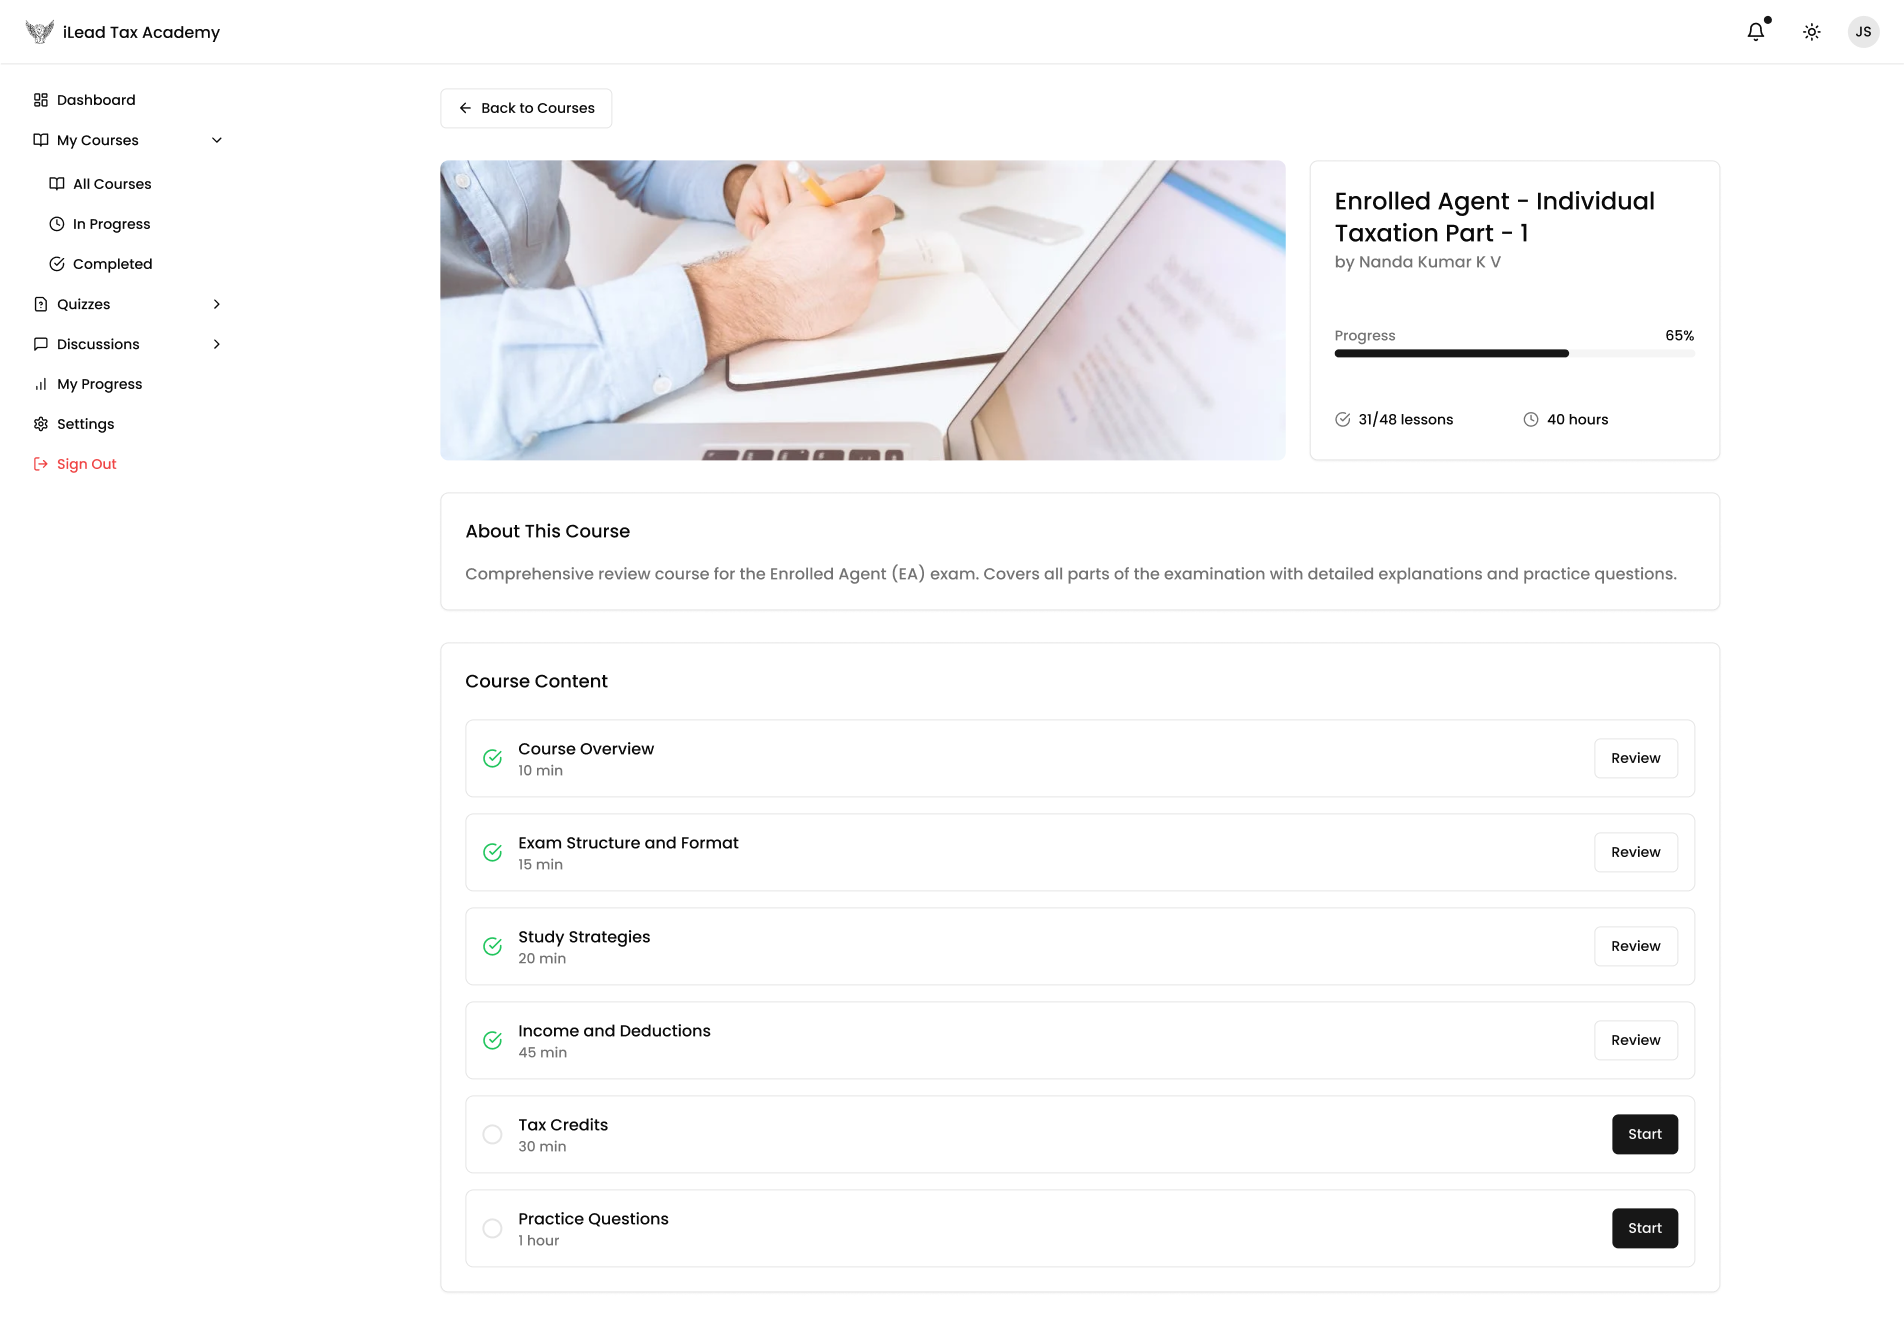 iLead Tax Academy
JS
Dashboard
My Courses
All Courses
In Progress
Completed
Quizzes
Discussions
My Progress
Settings
Sign Out
Back to Courses
Enrolled Agent - Individual
Taxation Part - 1
by Nanda Kumar K V
Progress
65%
31/48 lessons
40 hours
About This Course
Comprehensive review course for the Enrolled Agent (EA) exam. Covers all parts of the examination with detailed explanations and practice questions.
Course Content
Course Overview
10 min
Review
Exam Structure and Format
15 min
Review
Study Strategies
20 min
Review
Income and Deductions
45 min
Review
Tax Credits
30 min
Start
Practice Questions
1 hour
Start